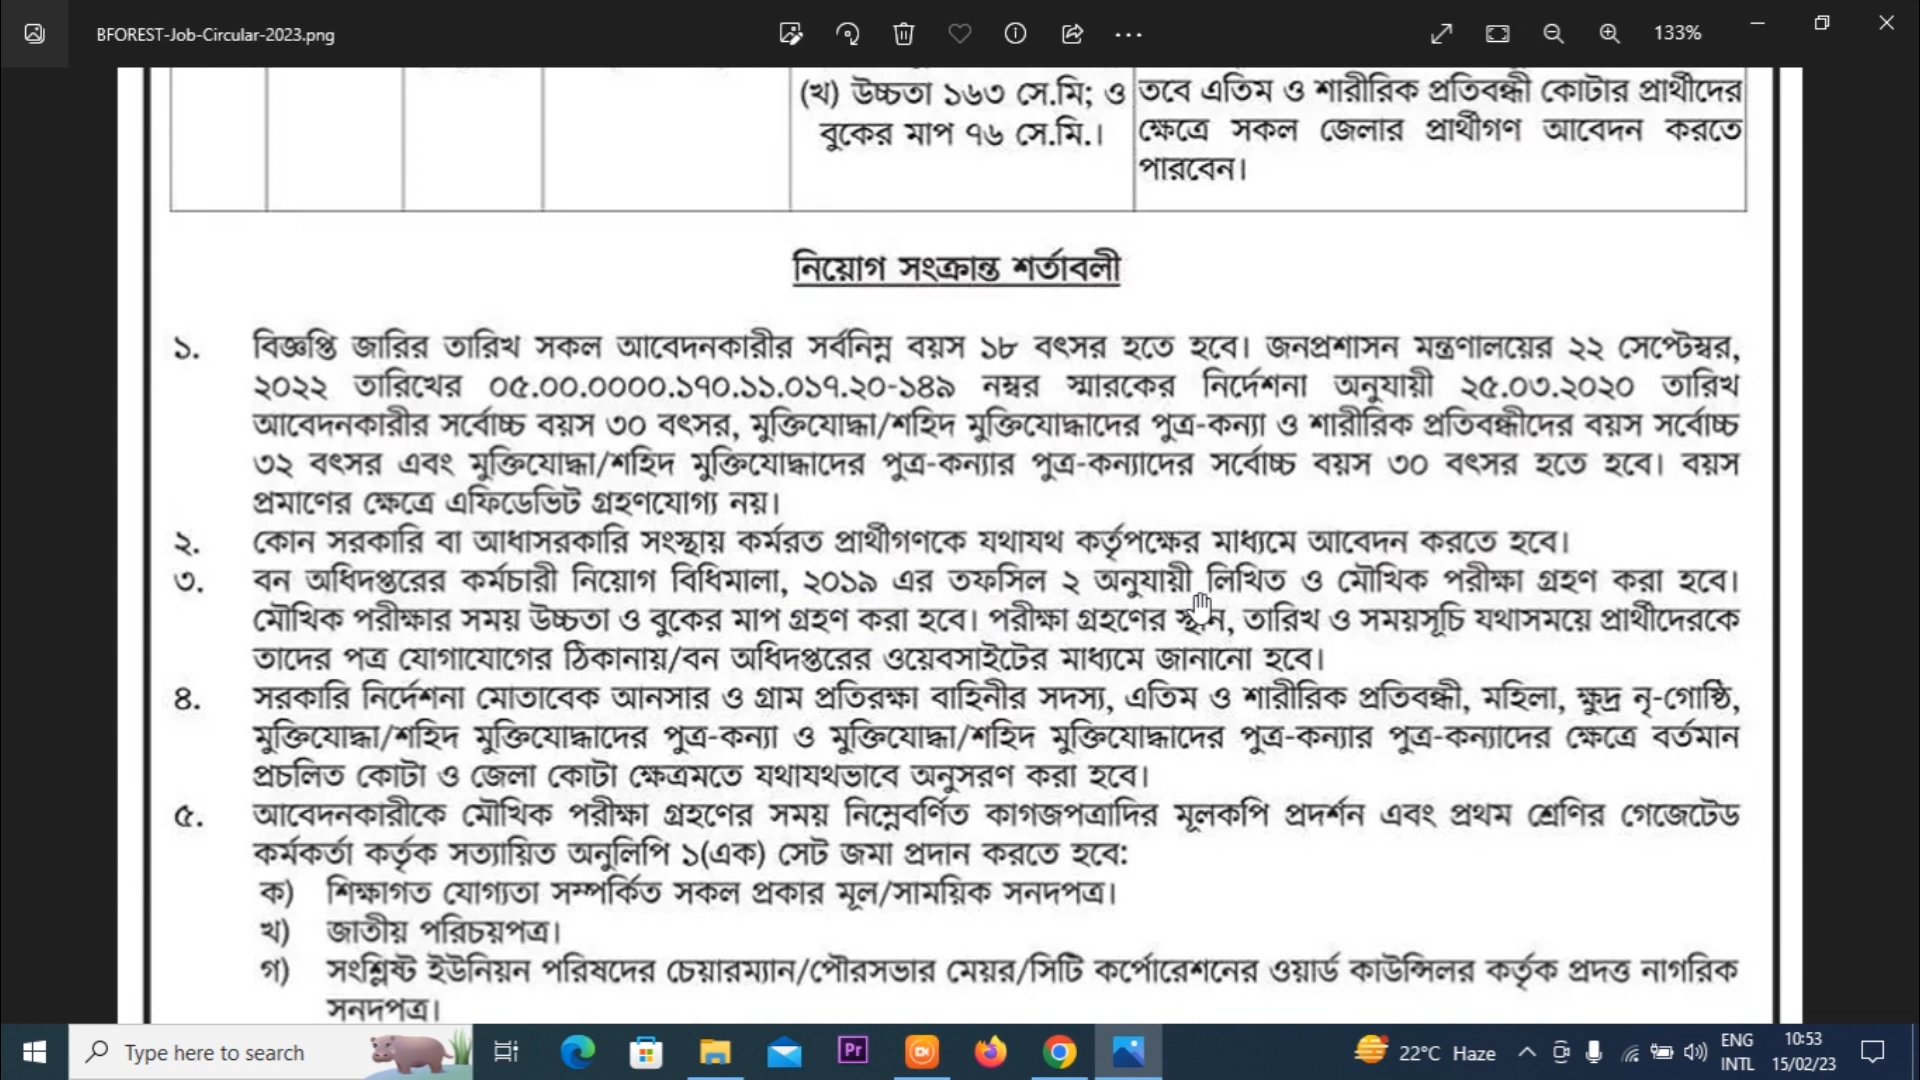 BFOREST-Job-Circular-2023.png
133%
(খ) উচ্চতা ১৬৩ সে.মি; ও
বুকের মাপ ৭৬ সে.মি.।
তবে এতিম ও শারীরিক প্রতিবন্ধী কোটার প্রার্থীদের
ক্ষেত্রে সকল জেলার প্রার্থীগণ আবেদন করতে
পারবেন।
নিয়োগ সংক্রান্ত শর্তাবলী
১. বিজ্ঞপ্তি জারির তারিখ সকল আবেদনকারীর সর্বনিম্ন বয়স ১৮ বৎসর হতে হবে। জনপ্রশাসন মন্ত্রণালয়ের ২২ সেপ্টেম্বর,
২০২২ তারিখের ০৫.০০.০০০০.১৭০.১১.০১৭.২০-১৪৯ নম্বর স্মারকের নির্দেশনা অনুযায়ী ২৫.০৩.২০২০ তারিখ
আবেদনকারীর সর্বোচ্চ বয়স ৩০ বৎসর, মুক্তিযোদ্ধা/শহিদ মুক্তিযোদ্ধাদের পুত্র-কন্যা ও শারীরিক প্রতিবন্ধীদের বয়স সর্বোচ্চ
৩২ বৎসর এবং মুক্তিযোদ্ধা/শহিদ মুক্তিযোদ্ধাদের পুত্র-কন্যার পুত্র-কন্যাদের সর্বোচ্চ বয়স ৩০ বৎসর হতে হবে। বয়স
প্রমাণের ক্ষেত্রে এফিডেভিট গ্রহণযোগ্য নয়।
২. কোন সরকারি বা আধাসরকারি সংস্থায় কর্মরত প্রার্থীগণকে যথাযথ কর্তৃপক্ষের মাধ্যমে আবেদন করতে হবে।
৩. বন অধিদপ্তরের কর্মচারী নিয়োগ বিধিমালা, ২০১৯ এর তফসিল ২ অনুযায়ী লিখিত ও মৌখিক পরীক্ষা গ্রহণ করা হবে।
মৌখিক পরীক্ষার সময় উচ্চতা ও বুকের মাপ গ্রহণ করা হবে। পরীক্ষা গ্রহণের স্থান, তারিখ ও সময়সূচি যথাসময়ে প্রার্থীদেরকে
তাদের পত্র যোগাযোগের ঠিকানায়/বন অধিদপ্তরের ওয়েবসাইটের মাধ্যমে জানানো হবে।
৪. সরকারি নির্দেশনা মোতাবেক আনসার ও গ্রাম প্রতিরক্ষা বাহিনীর সদস্য, এতিম ও শারীরিক প্রতিবন্ধী, মহিলা, ক্ষুদ্র নৃ-গোষ্ঠি,
মুক্তিযোদ্ধা/শহিদ মুক্তিযোদ্ধাদের পুত্র-কন্যা ও মুক্তিযোদ্ধা/শহিদ মুক্তিযোদ্ধাদের পুত্র-কন্যার পুত্র-কন্যাদের ক্ষেত্রে বর্তমান
প্রচলিত কোটা ও জেলা কোটা ক্ষেত্রমতে যথাযথভাবে অনুসরণ করা হবে।
৫. আবেদনকারীকে মৌখিক পরীক্ষা গ্রহণের সময় নিম্নেবর্ণিত কাগজপত্রাদির মূলকপি প্রদর্শন এবং প্রথম শ্রেণির গেজেটেড
কর্মকর্তা কর্তৃক সত্যায়িত অনুলিপি ১(এক) সেট জমা প্রদান করতে হবে:
ক) শিক্ষাগত যোগ্যতা সম্পর্কিত সকল প্রকার মূল/সাময়িক সনদপত্র।
খ) জাতীয় পরিচয়পত্র।
গ) সংশ্লিষ্ট ইউনিয়ন পরিষদের চেয়ারম্যান/পৌরসভার মেয়র/সিটি কর্পোরেশনের ওয়ার্ড কাউন্সিলর কর্তৃক প্রদত্ত নাগরিক
সনদপত্র।
Type here to search
Pr
22°C Haze
ENG
INTL
10:53
15/02/23